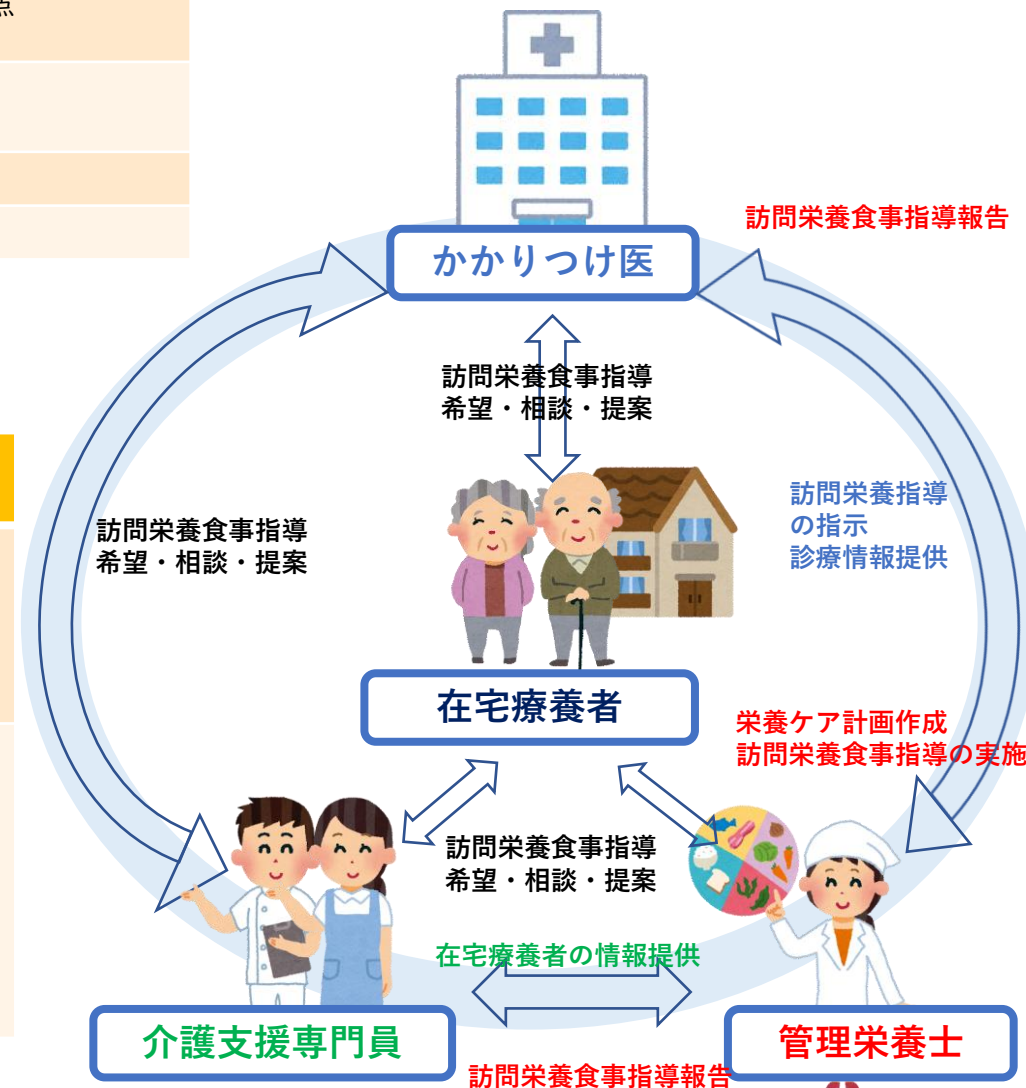 点
訪問栄養食事指導報告
かかりつけ医
訪問栄養食事指導
希望・相談・提案
訪問栄養指導
の指示
診療情報提供
訪問栄養食事指導
希望・相談・提案
在宅療養者
栄養ケア計画作成
訪問栄養食事指導の実施
訪問栄養食事指導
希望・相談・提案
在宅療養者の情報提供
介護支援専門員
管理栄養士
訪問栄養食事指導報告